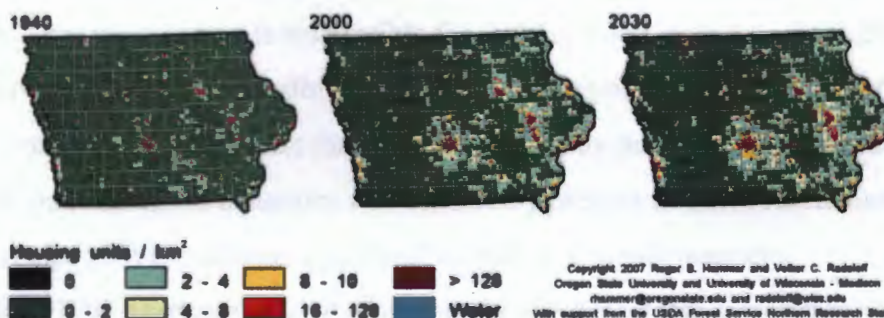 1940
2000
2030
Housing units / km²
0
2 - 4
8 - 16
> 128
0 - 2
4 - 8
16 - 128
Water
Copyright 2007 Roger B. Hammer and Volker C. Radeloff
Oregon State University and University of Wisconsin - Madison
rhammer@oregonstate.edu and radeloff@wisc.edu
With support from the USDA Forest Service Northern Research Sta